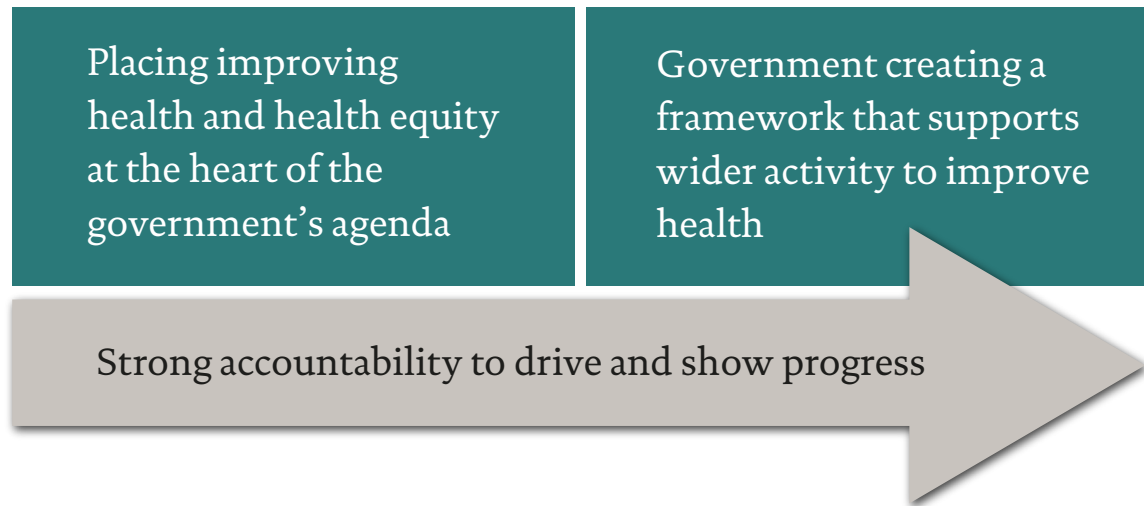 Placing improving
health and health equity
at the heart of the
government’s agenda
Government creating a
framework that supports
wider activity to improve
health
Strong accountability to drive and show progress